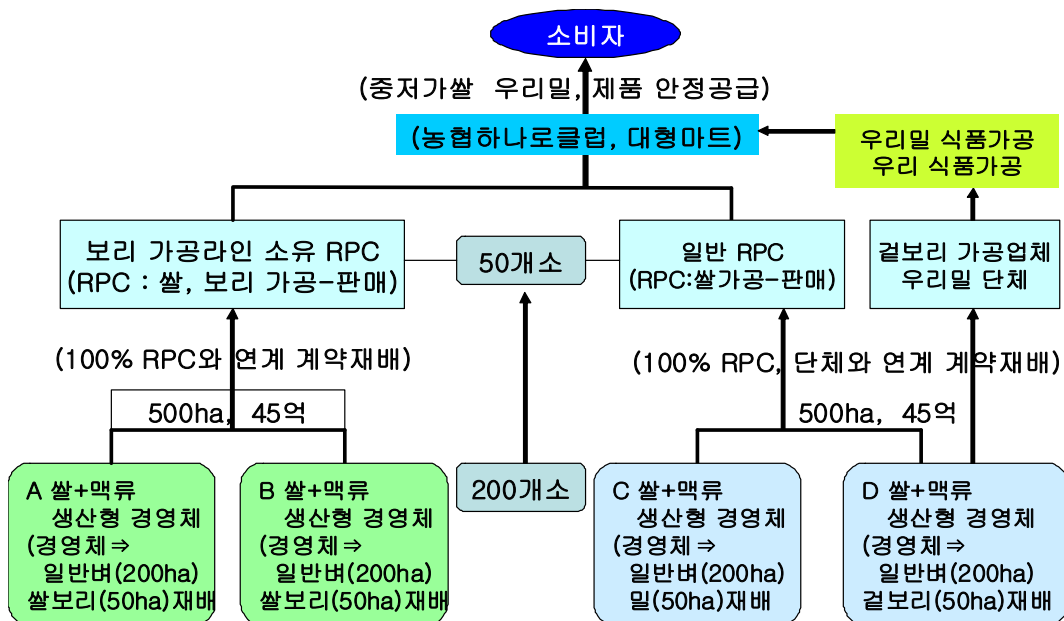 소비자
(중저가쌀  우리밀, 제품 안정공급)
(농협하나로클럽, 대형마트)
우리밀 식품가공
우리 식품가공
보리 가공라인 소유 RPC
(RPC : 쌀, 보리 가공-판매)
50개소
일반 RPC
(RPC:쌀가공-판매)
겉보리 가공업체
우리밀 단체
(100% RPC와 연계 계약재배)
(100% RPC, 단체와 연계 계약재배)
500ha,  45억
500ha,  45억
A 쌀+맥류
생산형 경영체
(경영체⇒
일반벼(200ha)
쌀보리(50ha)재배
B 쌀+맥류
생산형 경영체
(경영체⇒
일반벼(200ha)
쌀보리(50ha)재배
200개소
C 쌀+맥류
생산형 경영체
(경영체⇒
일반벼(200ha)
밀(50ha)재배
D 쌀+맥류
생산형 경영체
(경영체⇒
일반벼(200ha)
겉보리(50ha)재배